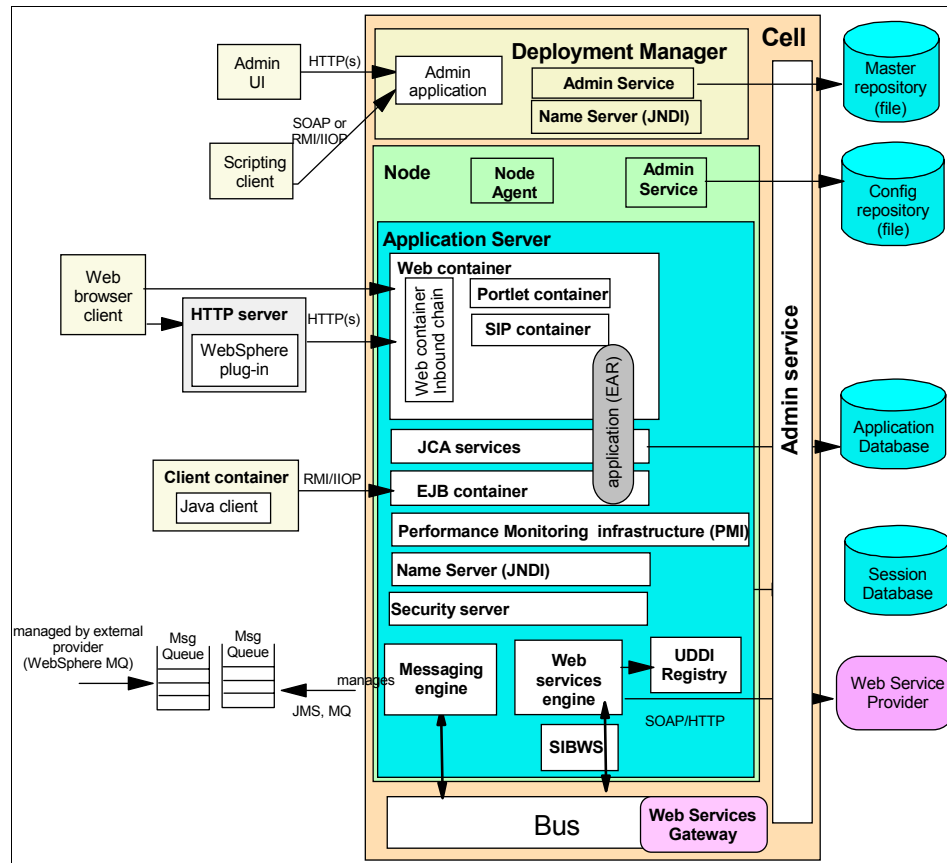 Cell
Deployment Manager
Admin
UI
HTTP(s)
Admin
application
Admin Service
Name Server (JNDI)
Master
repository
(file)
SOAP or
RMI/IIOP
Scripting
client
Node
Node
Agent
Admin
Service
Config
repository
(file)
Application Server
Web container
Web container
Inbound chain
Portlet container
SIP container
Web
browser
client
HTTP server
WebSphere
plug-in
HTTP(s)
application (EAR)
Admin service
JCA services
Application
Database
Client container
Java client
RMI/IIOP
EJB container
Performance Monitoring infrastructure (PMI)
Name Server (JNDI)
Security server
Session
Database
managed by external
provider
(WebSphere MQ)
Msg
Queue
Msg
Queue
manages
JMS, MQ
Messaging
engine
Web
services
engine
UDDI
Registry
SOAP/HTTP
Web Service
Provider
SIBWS
Bus
Web Services
Gateway